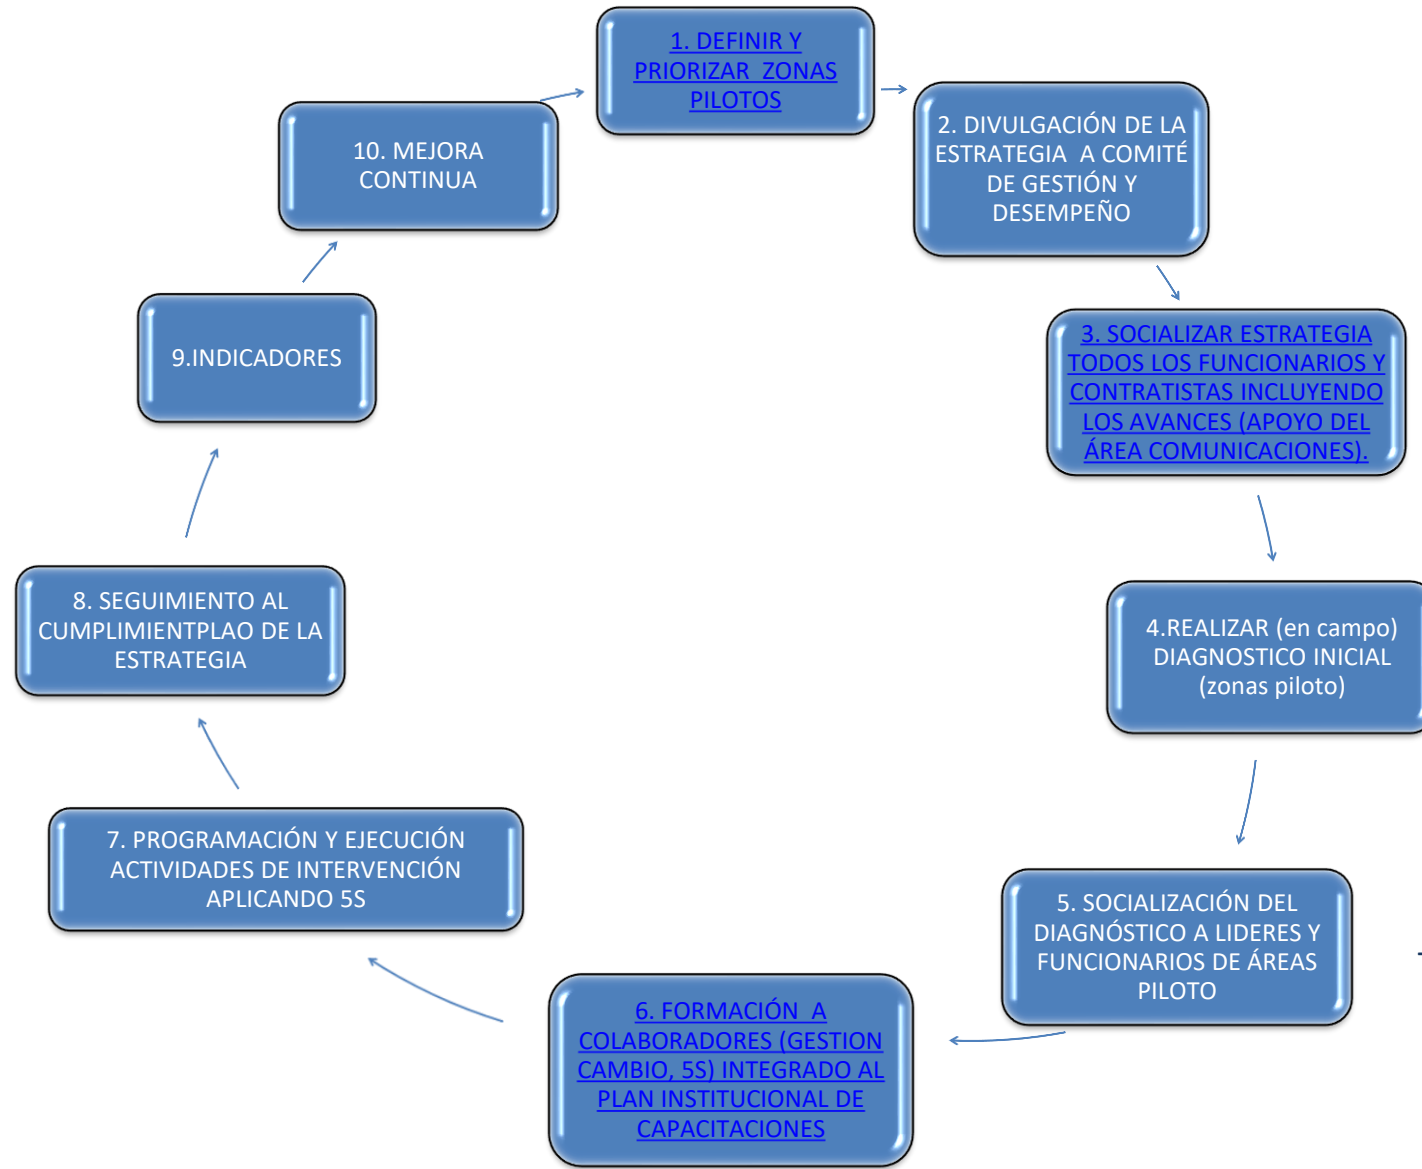 1. DEFINIR Y
PRIORIZAR ZONAS
PILOTOS
2. DIVULGACIÓN DE LA
ESTRATEGIA A COMITÉ
DE GESTIÓN Y
DESEMPEÑO
3. SOCIALIZAR ESTRATEGIA
TODOS LOS FUNCIONARIOS Y
CONTRATISTAS INCLUYENDO
LOS AVANCES (APOYO DEL
ÁREA COMUNICACIONES).
4.REALIZAR (en campo)
DIAGNOSTICO INICIAL
(zonas piloto)
5. SOCIALIZACIÓN DEL
DIAGNÓSTICO A LIDERES Y
FUNCIONARIOS DE ÁREAS
PILOTO
6. FORMACIÓN A
COLABORADORES (GESTION
CAMBIO, 5S) INTEGRADO AL
PLAN INSTITUCIONAL DE
CAPACITACIONES
7. PROGRAMACIÓN Y EJECUCIÓN
ACTIVIDADES DE INTERVENCIÓN
APLICANDO 5S
8. SEGUIMIENTO AL
CUMPLIMIENTPLAO DE LA
ESTRATEGIA
9.INDICADORES
10. MEJORA
CONTINUA